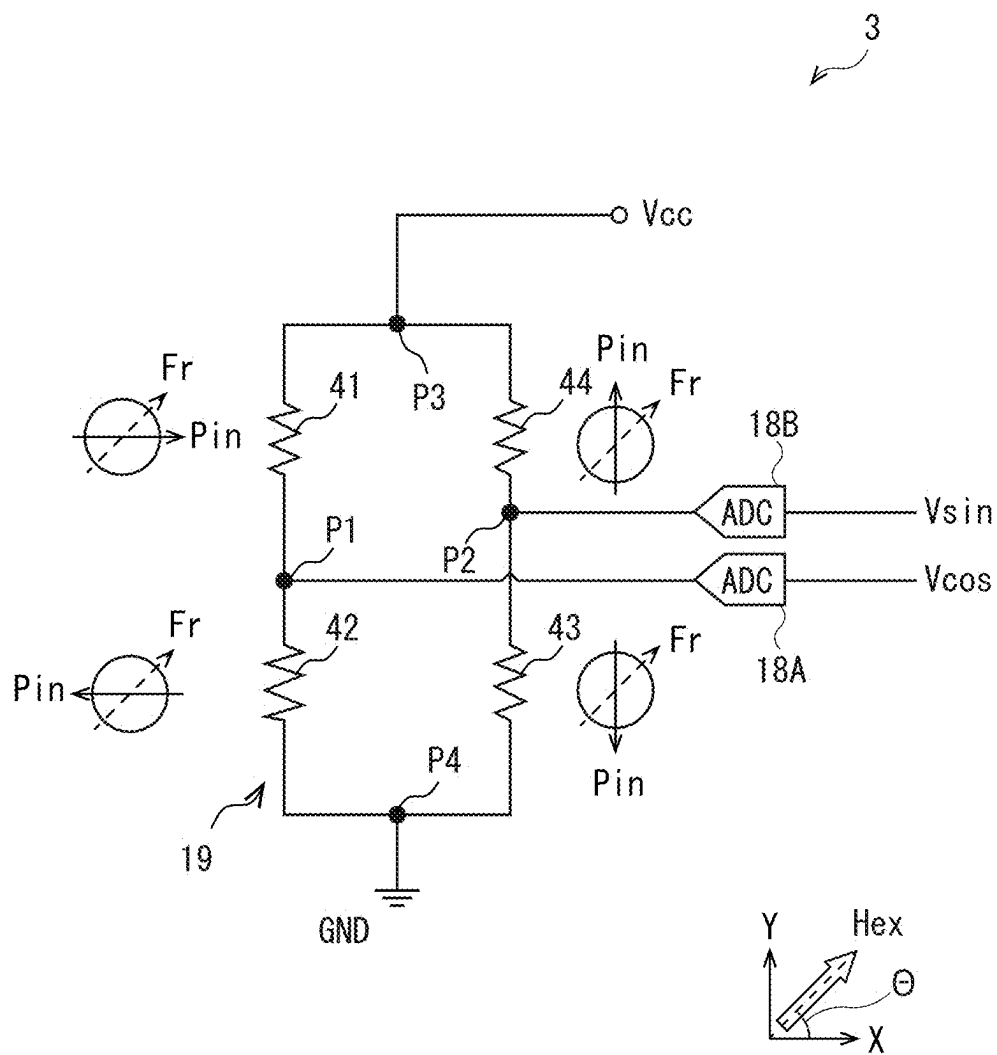 3
Vcc
P3
Fr
41
Pin
44
Pin
Fr
18B
ADC
Vsin
P1
P2
ADC
Vcos
18A
Fr
42
Pin
43
Fr
Pin
P4
19
GND
Y
Hex
Θ
X